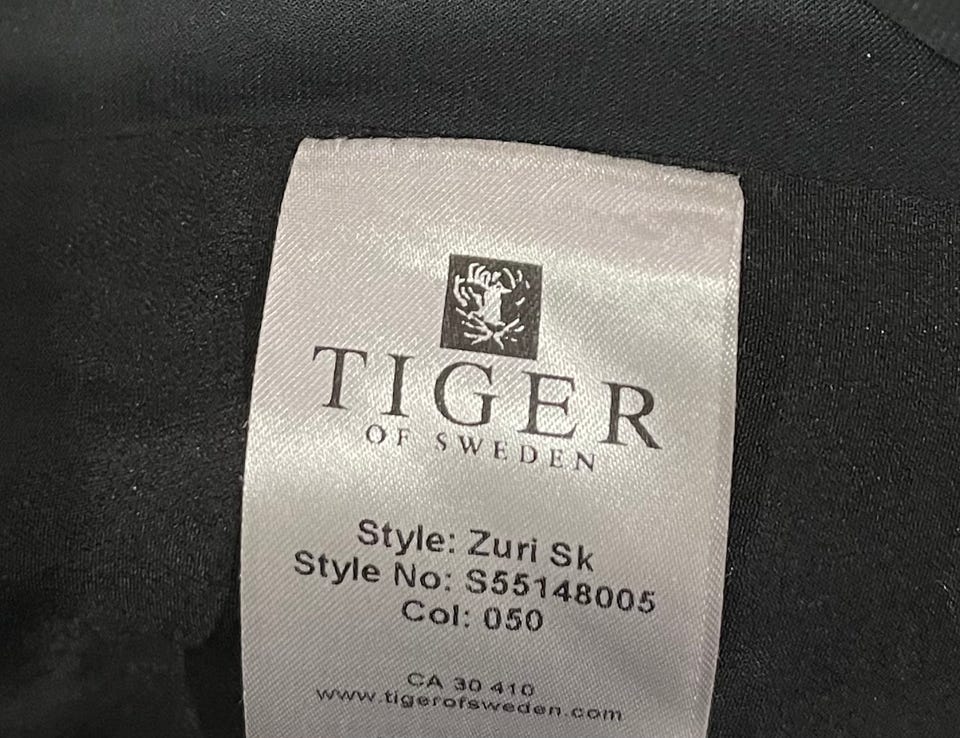 TIGER
OF SWEDEN
Style: Zuri Sk
Style No: S55148005
Col: 050
CA 30 410
www.tigerofsweden.com